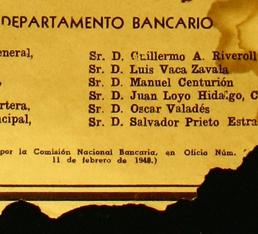 DEPARTAMENTO BANCARIO
eneral, Sr. D. Guillermo A. Riveroll
, Sr. D. Luis Vaca Zavala
, Sr. D. Manuel Centurión
Sr. D. Juan Loyo Hidalgo, C
rtera, Sr. D. Oscar Valadés
ncipal, Sr. D. Salvador Prieto Estra
por la Comisión Nacional Bancaria, en Oficio Núm.
11 de febrero de 1948.)